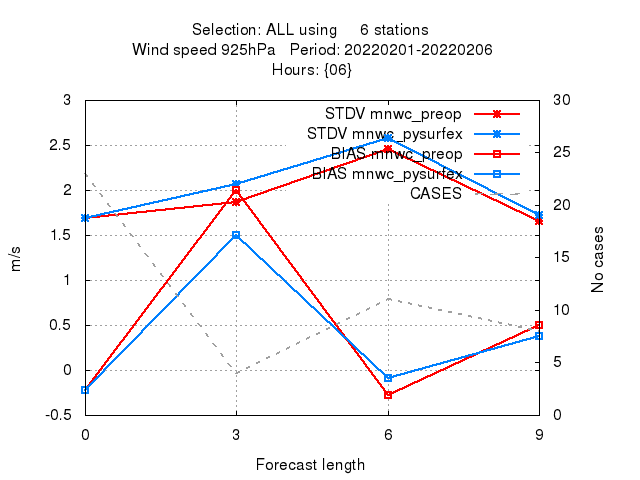 Selection: ALL using 6 stations
Wind speed 925hPa Period: 20220201-20220206
Hours: {06}
3 30
STDV mnwc_preop
STDV mnwc_pysurfex
BIAS mnwc_preop
BIAS mnwc_pysurfex
CASES
2.5 25
2 20
1.5 15
1
0.5 10
0 5
-0.5 0
m/s
No cases
0 3 6 9
Forecast length